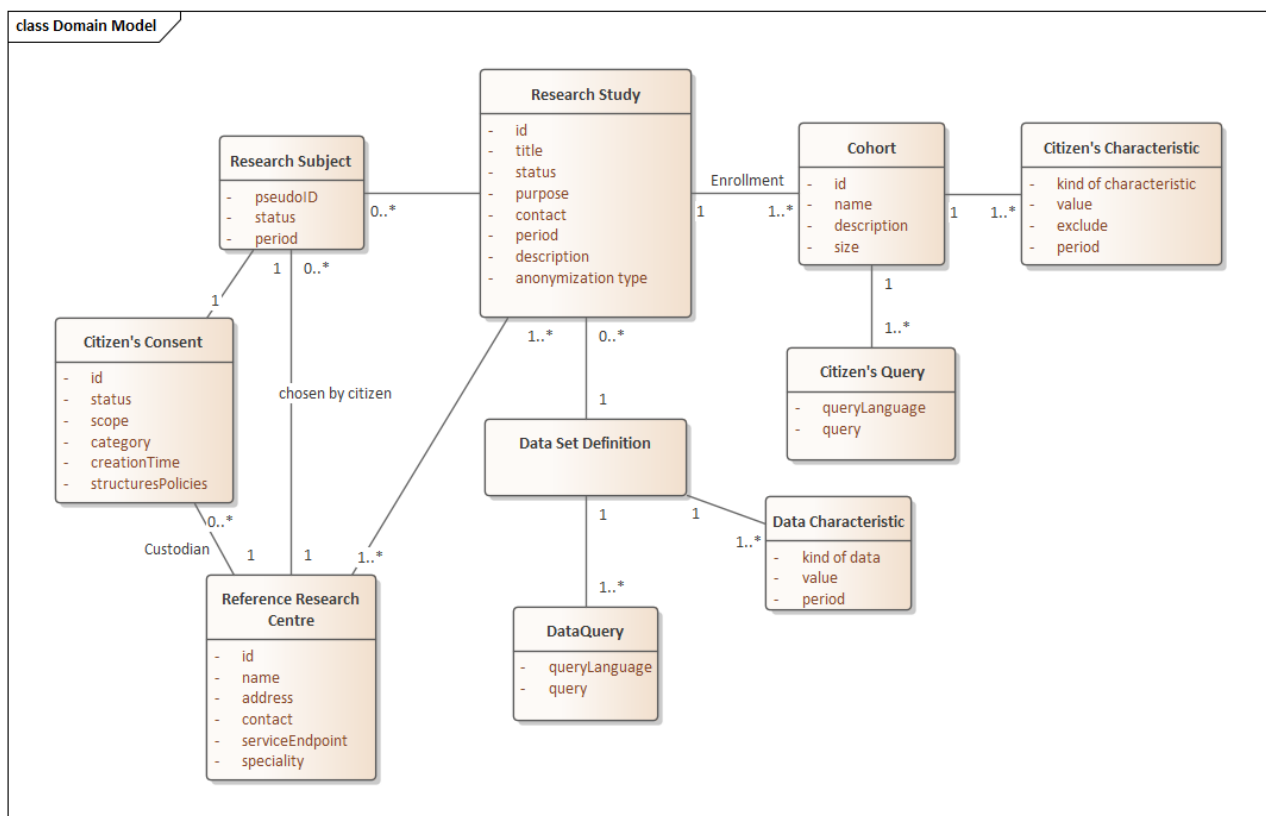 class Domain Model
Research Study
- id
- title
- status
- purpose
- contact
- period
- description
- anonymization type
Research Subject
- pseudoID
- status
- period
0..*
Enrollment
1
1..*
Cohort
- id
- name
- description
- size
1
1..*
Citizen's Characteristic
- kind of characteristic
- value
- exclude
- period
1
1..*
Citizen's Query
- queryLanguage
- query
1
0..*
1
Citizen's Consent
- id
- status
- scope
- category
- creationTime
- structuresPolicies
chosen by citizen
1..*
0..*
1
Data Set Definition
1
1
1..*
Data Characteristic
- kind of data
- value
- period
0..*
Custodian
1
1
1..*
Reference Research
Centre
- id
- name
- address
- contact
- serviceEndpoint
- speciality
1..*
DataQuery
- queryLanguage
- query